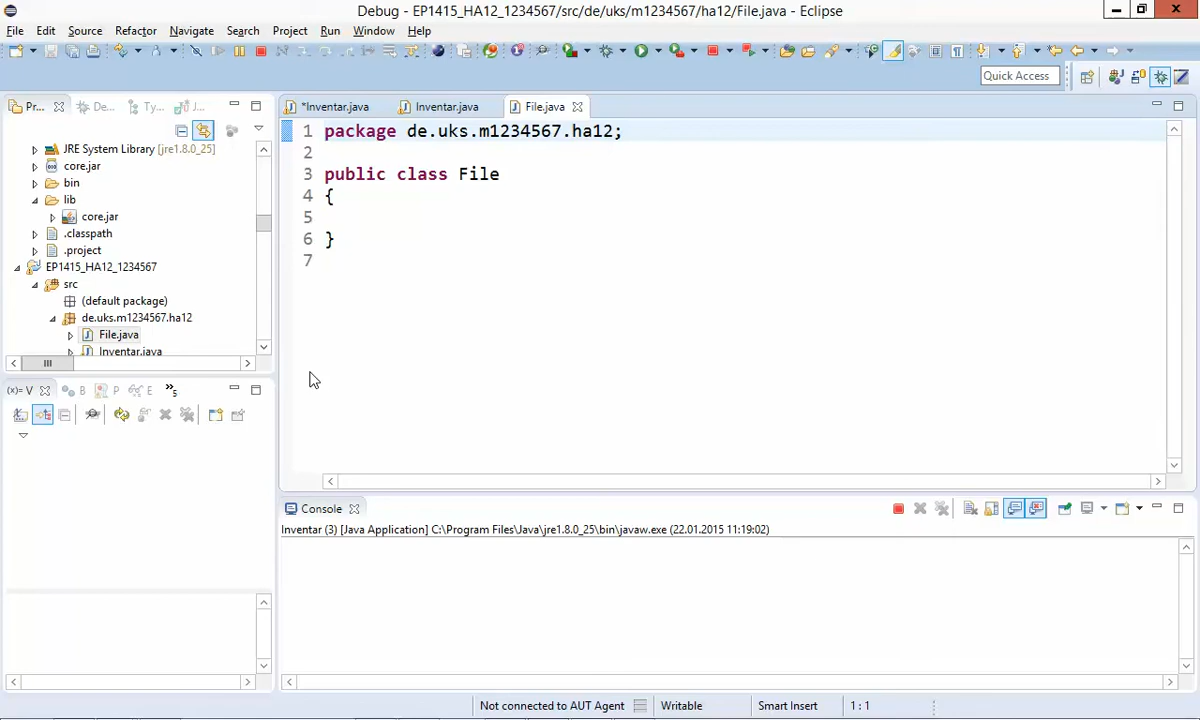 Debug - EP1415_HA12_1234567/src/de/uks/m1234567/ha12/File.java - Eclipse
File Edit Source Refactor Navigate Search Project Run Window Help
Quick Access
Pr... De... Ty... J...
JRE System Library [jre1.8.0_25]
core.jar
bin
lib
core.jar
.classpath
.project
EP1415_HA12_1234567
src
(default package)
de.uks.m1234567.ha12
File.java
Inventar.java
(x)= V B P E »5
*Inventar.java Inventar.java File.java
1 package de.uks.m1234567.ha12;
2
3 public class File
4 {
5
6 }
7
Console
Inventar (3) [Java Application] C:\Program Files\Java\jre1.8.0_25\bin\javaw.exe (22.01.2015 11:19:02)
Not connected to AUT Agent Writable Smart Insert 1 : 1